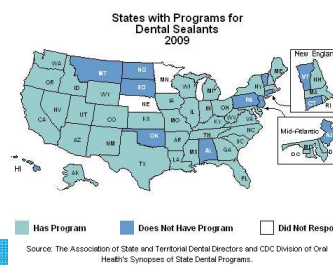 States with Programs for
Dental Sealants
2009
New England
WA
MT
ND
MN
ME
OR
ID
SD
WI
MI
NY
VT
NH
WY
MA
IA
PA
CT
RI
NV
NE
IL
IN
OH
UT
CO
KS
MO
KY
WV
VA
CA
Mid-Atlantic
OK
TN
NC
AZ
NM
AR
SC
MD
DE
DC
AL
GA
TX
LA
HI
AK
FL
Has Program
Does Not Have Program
Did Not Respo
Source: The Association of State and Territorial Dental Directors and CDC Division of Oral
Health's Synopses of State Dental Programs.